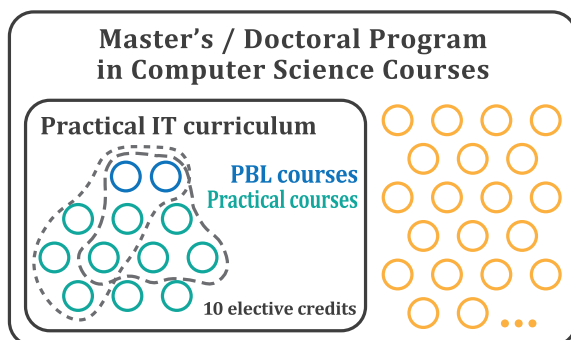 Master's / Doctoral Program
in Computer Science Courses
Practical IT curriculum
PBL courses
Practical courses
10 elective credits